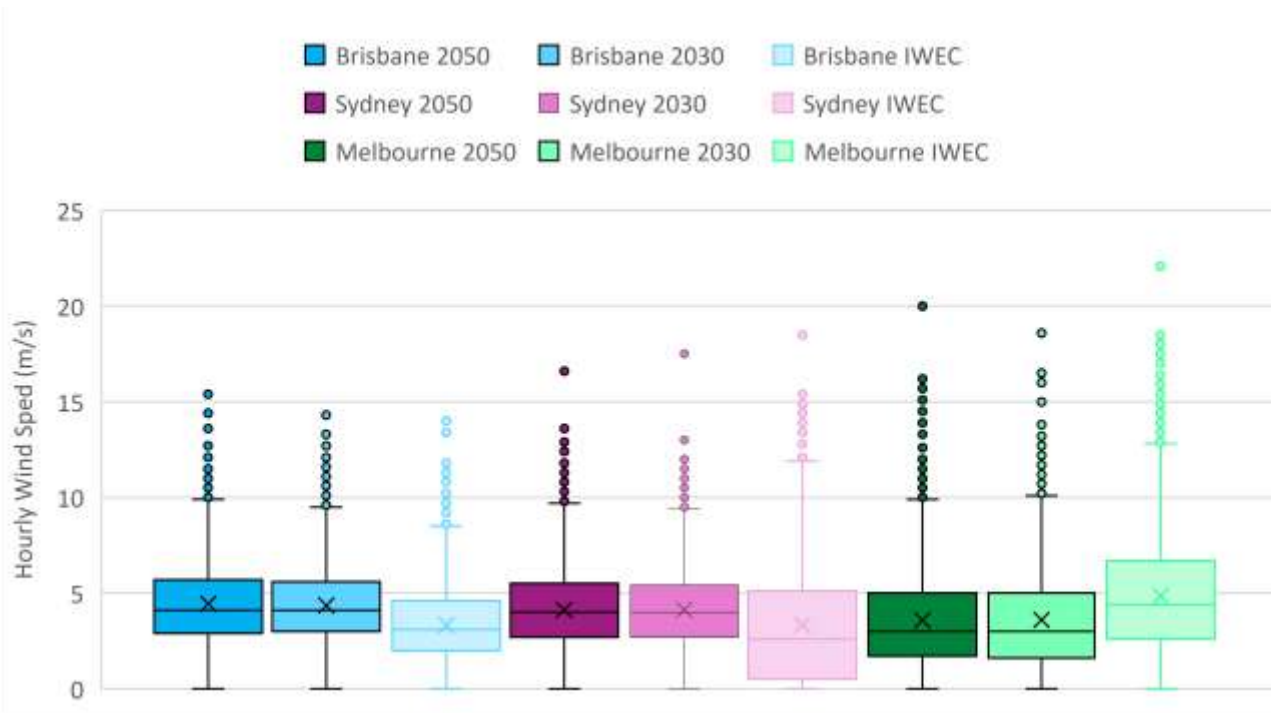 Brisbane 2050 Brisbane 2030 Brisbane IWEC
Sydney 2050 Sydney 2030 Sydney IWEC
Melbourne 2050 Melbourne 2030 Melbourne IWEC
Hourly Wind Sped (m/s)
25
20
15
10
5
0